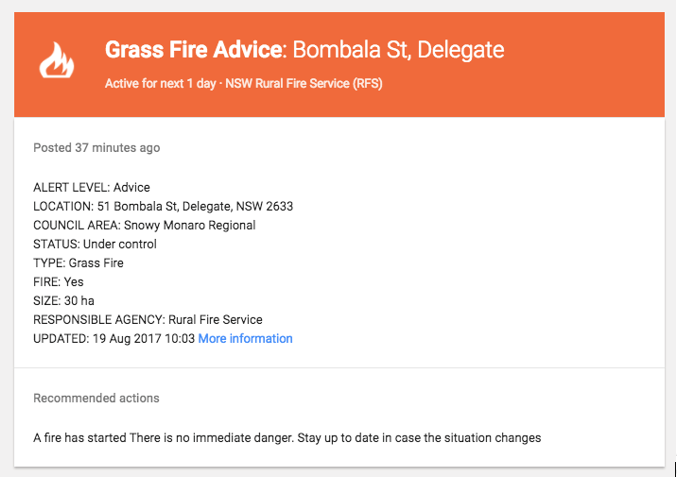 Grass Fire Advice: Bombala St, Delegate
Active for next 1 day · NSW Rural Fire Service (RFS)
Posted 37 minutes ago
ALERT LEVEL: Advice
LOCATION: 51 Bombala St, Delegate, NSW 2633
COUNCIL AREA: Snowy Monaro Regional
STATUS: Under control
TYPE: Grass Fire
FIRE: Yes
SIZE: 30 ha
RESPONSIBLE AGENCY: Rural Fire Service
UPDATED: 19 Aug 2017 10:03 More information
Recommended actions
A fire has started There is no immediate danger. Stay up to date in case the situation changes